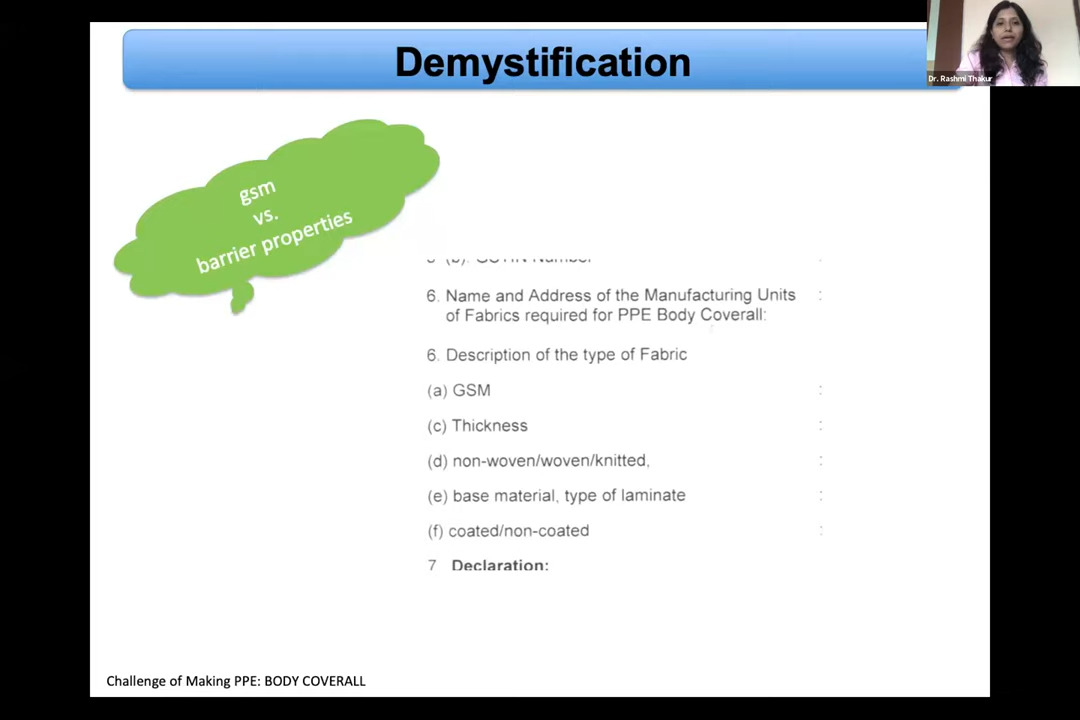 Demystification
Dr. Rashmi Thakur
gsm
vs.
barrier properties
(b). GSTIN Number :
6. Name and Address of the Manufacturing Units :
of Fabrics required for PPE Body Coverall:
6. Description of the type of Fabric
(a) GSM :
(c) Thickness :
(d) non-woven/woven/knitted, :
(e) base material, type of laminate :
(f) coated/non-coated :
7 Declaration:
Challenge of Making PPE: BODY COVERALL